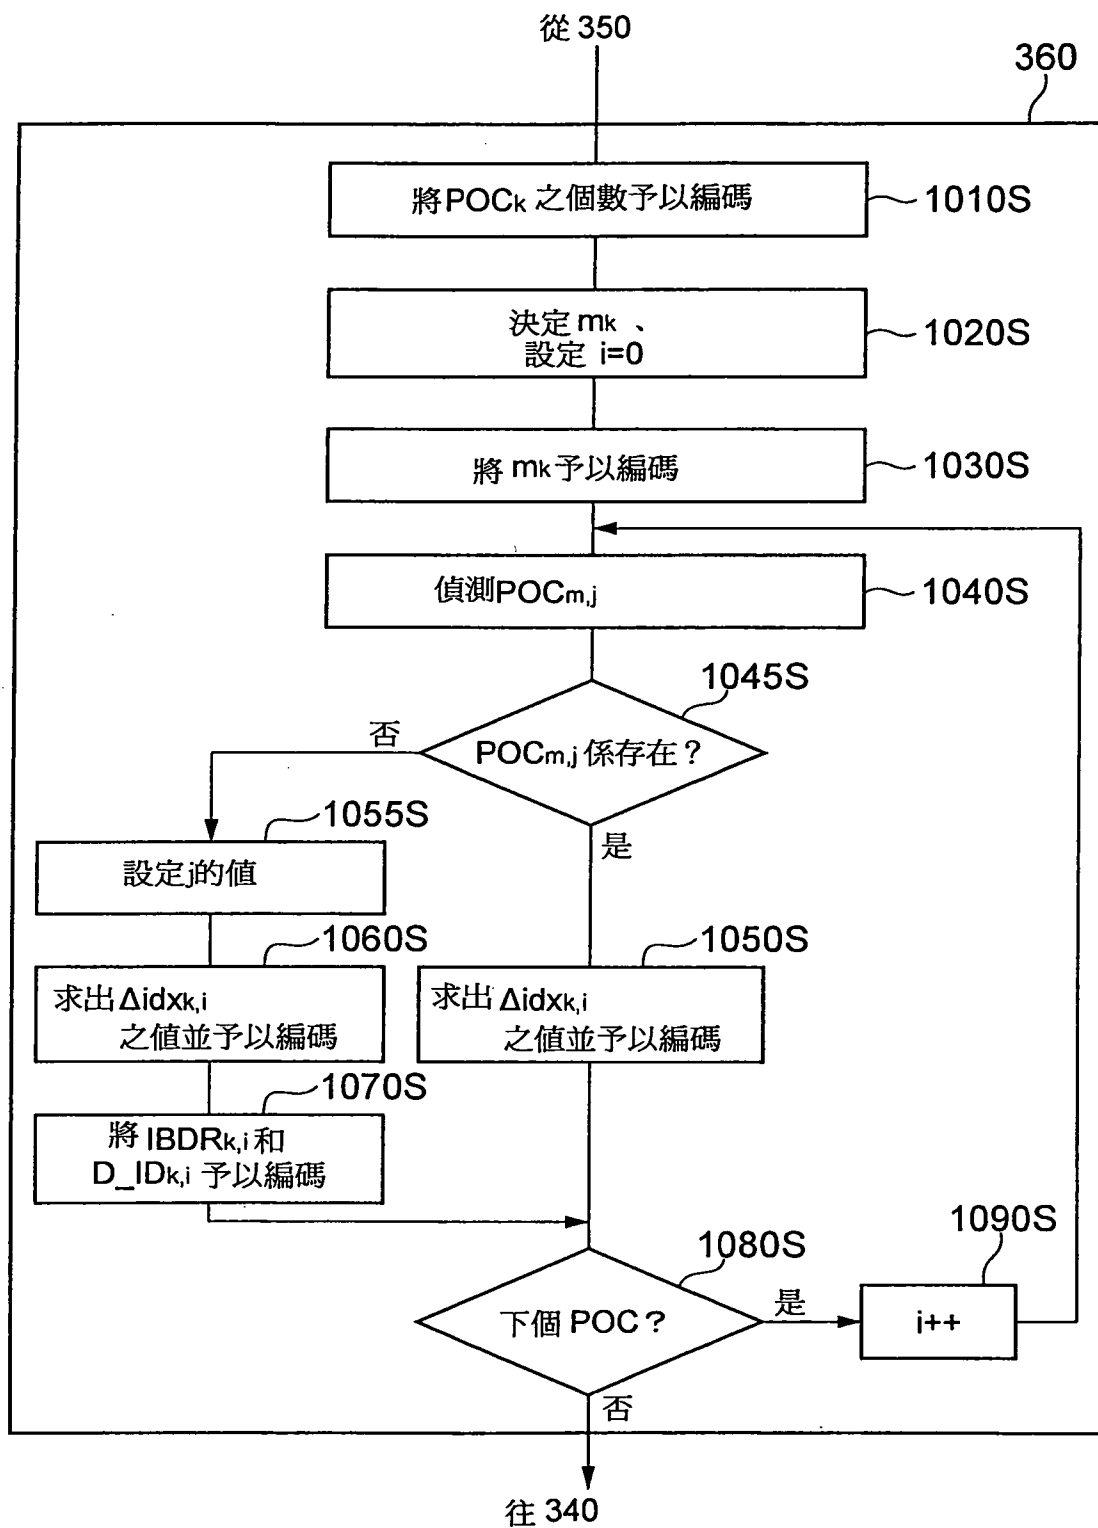 從 350
360
將POCk 之個數予以編碼
1010S
決定mk 、
設定 i=0
1020S
將 mk予以編碼
1030S
偵測POCm,j
1040S
1045S
否
POCm,j 係存在？
是
1055S
設定j的值
1060S
求出 Δidxk,i
之值並予以編碼
1050S
求出 Δidxk,i
之值並予以編碼
1070S
將 IBDRk,i 和
D_IDk,i 予以編碼
1080S
下個 POC？
是
1090S
i++
否
往 340